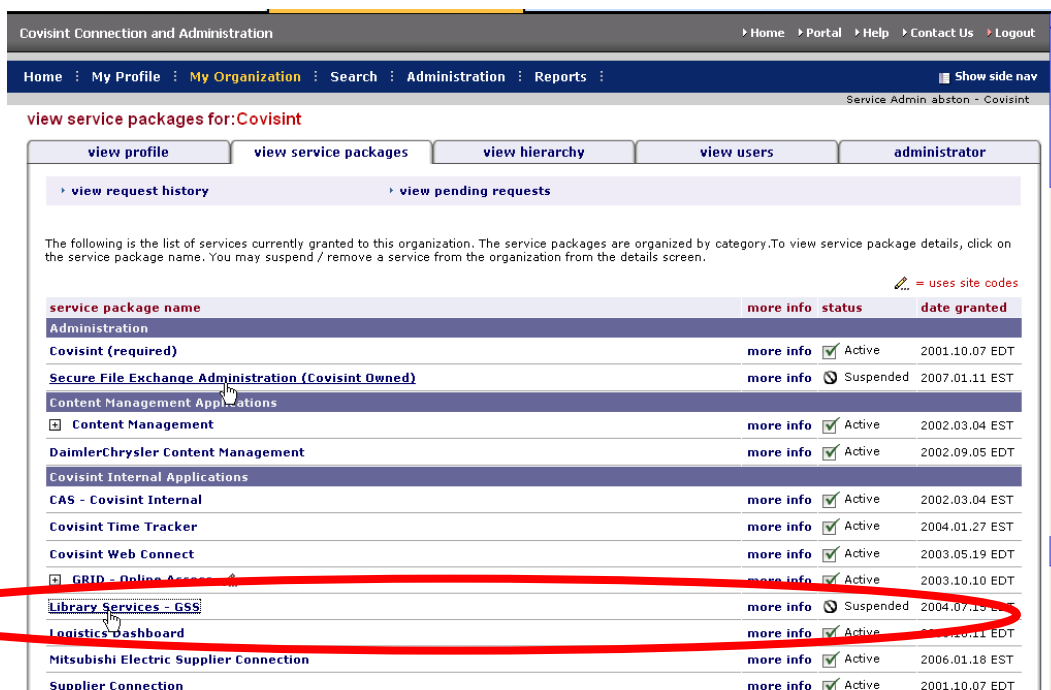 Covisint Connection and Administration Home Portal Help Contact Us Logout
Home My Profile My Organization Search Administration Reports Show side nav
Service Admin abston - Covisint
view service packages for:Covisint
view profile view service packages view hierarchy view users administrator
view request history view pending requests
The following is the list of services currently granted to this organization. The service packages are organized by category.To view service package details, click on
the service package name. You may suspend / remove a service from the organization from the details screen.
= uses site codes
service package name more info status date granted
Administration
Covisint (required) more info Active 2001.10.07 EDT
Secure File Exchange Administration (Covisint Owned) more info Suspended 2007.01.11 EST
Content Management Applications
Content Management more info Active 2002.03.04 EST
DaimlerChrysler Content Management more info Active 2002.09.05 EDT
Covisint Internal Applications
CAS - Covisint Internal more info Active 2002.03.04 EST
Covisint Time Tracker more info Active 2004.01.27 EST
Covisint Web Connect more info Active 2003.05.19 EDT
GRID - Online Access more info Active 2003.10.10 EDT
Library Services - GSS more info Suspended 2004.07.13 EDT
Logistics Dashboard more info Active EDT
Mitsubishi Electric Supplier Connection more info Active 2006.01.18 EST
Supplier Connection more info Active 2001.10.07 EDT